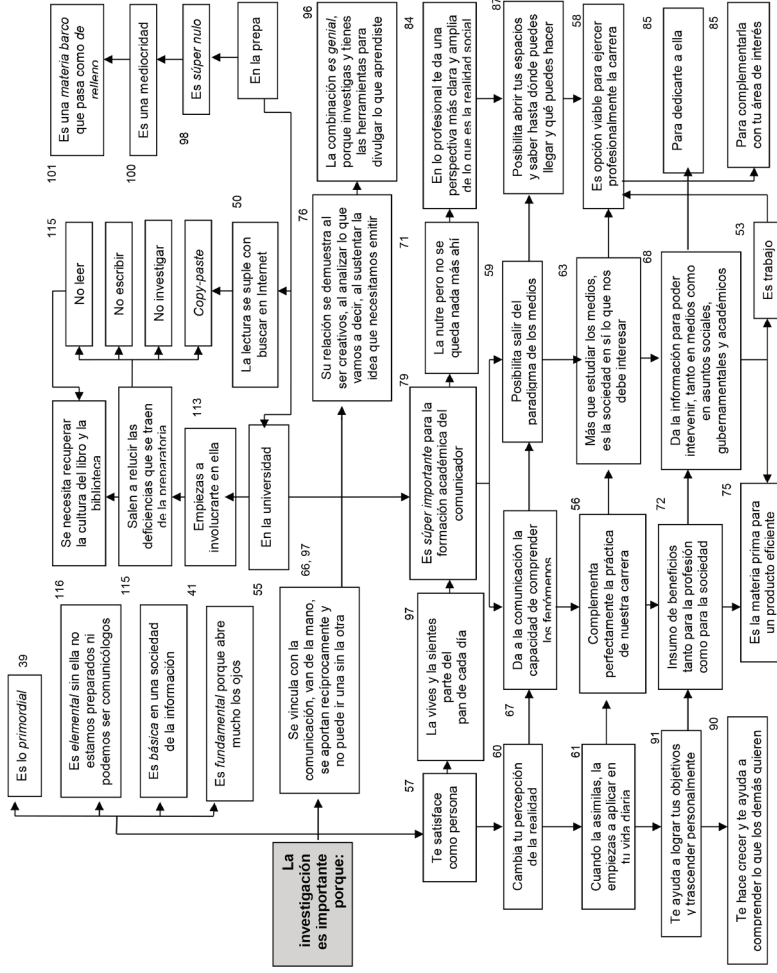 Es lo primordial
39
Es elemental sin ella no
estamos preparados ni
podemos ser comunicólogos
116
Es básica en una sociedad
de la información
115
Es fundamental porque abre
mucho los ojos
41
55
La
investigación
es importante
porque:
Se vincula con la
comunicación, van de la mano,
se aportan recíprocamente y
no puede ir una sin la otra
66, 97
Su relación se demuestra al
ser creativos, al analizar lo que
vamos a decir, al sustentar la
idea que necesitamos emitir
76
La combinación es genial,
porque investigas y tienes
las herramientas para
divulgar lo que aprendiste
96
Se necesita recuperar
la cultura del libro y la
biblioteca
Salen a relucir las
deficiencias que se traen
de la preparatoria
Empiezas a
involucrarte en ella
113
En la universidad
No leer
115
No escribir
No investigar
Copy-paste
La lectura se suple con
buscar en Internet
50
Es una materia barco
que pasa como de
relleno
101
Es una mediocridad
100
Es súper nulo
98
En la prepa
Te satisface
como persona
57
La vives y la sientes
parte del
pan de cada día
97
Es súper importante para la
formación académica del
comunicador
79
La nutre pero no se
queda nada más ahí
71
En lo profesional te da una
perspectiva más clara y amplia
de lo que es la realidad social
84
Cambia tu percepción
de la realidad
60
Da a la comunicación la
capacidad de comprender
los fenómenos
67
Posibilita salir del
paradigma de los medios
59
Posibilita abrir tus espacios
y saber hasta dónde puedes
llegar y qué puedes hacer
87
Cuando la asimilas, la
empiezas a aplicar en
tu vida diaria
61
Complementa
perfectamente la práctica
de nuestra carrera
56
Más que estudiar los medios,
es la sociedad en sí lo que nos
debe interesar
63
Es opción viable para ejercer
profesionalmente la carrera
58
Te ayuda a lograr tus objetivos
y trascender personalmente
91
Insumo de beneficios
tanto para la profesión
como para la sociedad
72
Da la información para poder
intervenir, tanto en medios como
en asuntos sociales,
gubernamentales y académicos
68
Para dedicarte a ella
85
Te hace crecer y te ayuda a
comprender lo que los demás quieren
90
Es la materia prima para
un producto eficiente
75
Es trabajo
53
Para complementarla
con tu área de interés
85